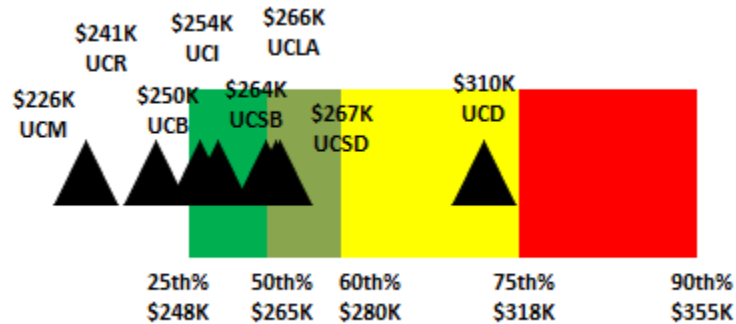 $266K
UCLA
$254K
UCI
$241K
UCR
$310K
UCD
$264K
UCSB
$250K
UCB
$226K
UCM
$267K
UCSD
25th% 50th% 60th% 75th% 90th%
$248K $265K $280K $318K $355K